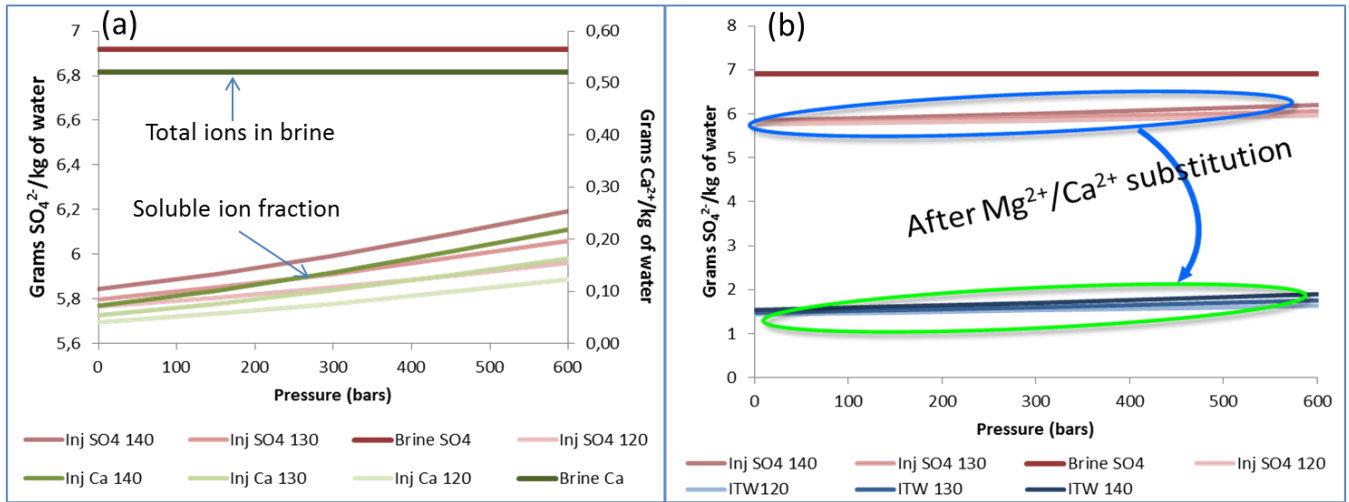 (a)
7
6,8
6,6
6,4
6,2
6
5,8
5,6
Grams SO₄²⁻/kg of water
0,60
0,50
0,40
0,30
0,20
0,10
0,00
Grams Ca²⁺/kg of water
Total ions in brine
Soluble ion fraction
0 100 200 300 400 500 600
Pressure (bars)
Inj SO4 140 Inj SO4 130 Brine SO4 Inj SO4 120
Inj Ca 140 Inj Ca 130 Inj Ca 120 Brine Ca
(b)
8
7
6
5
4
3
2
1
0
Grams SO₄²⁻/kg of water
After Mg²⁺/Ca²⁺ substitution
0 100 200 300 400 500 600
Pressure (bars)
Inj SO4 140 Inj SO4 130 Brine SO4 Inj SO4 120
ITW120 ITW 130 ITW 140